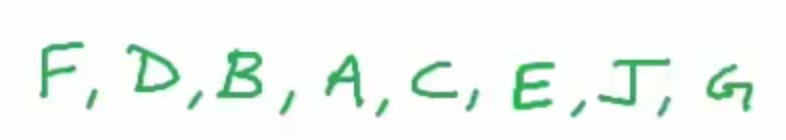 F, D, B, A, C, E, J, G